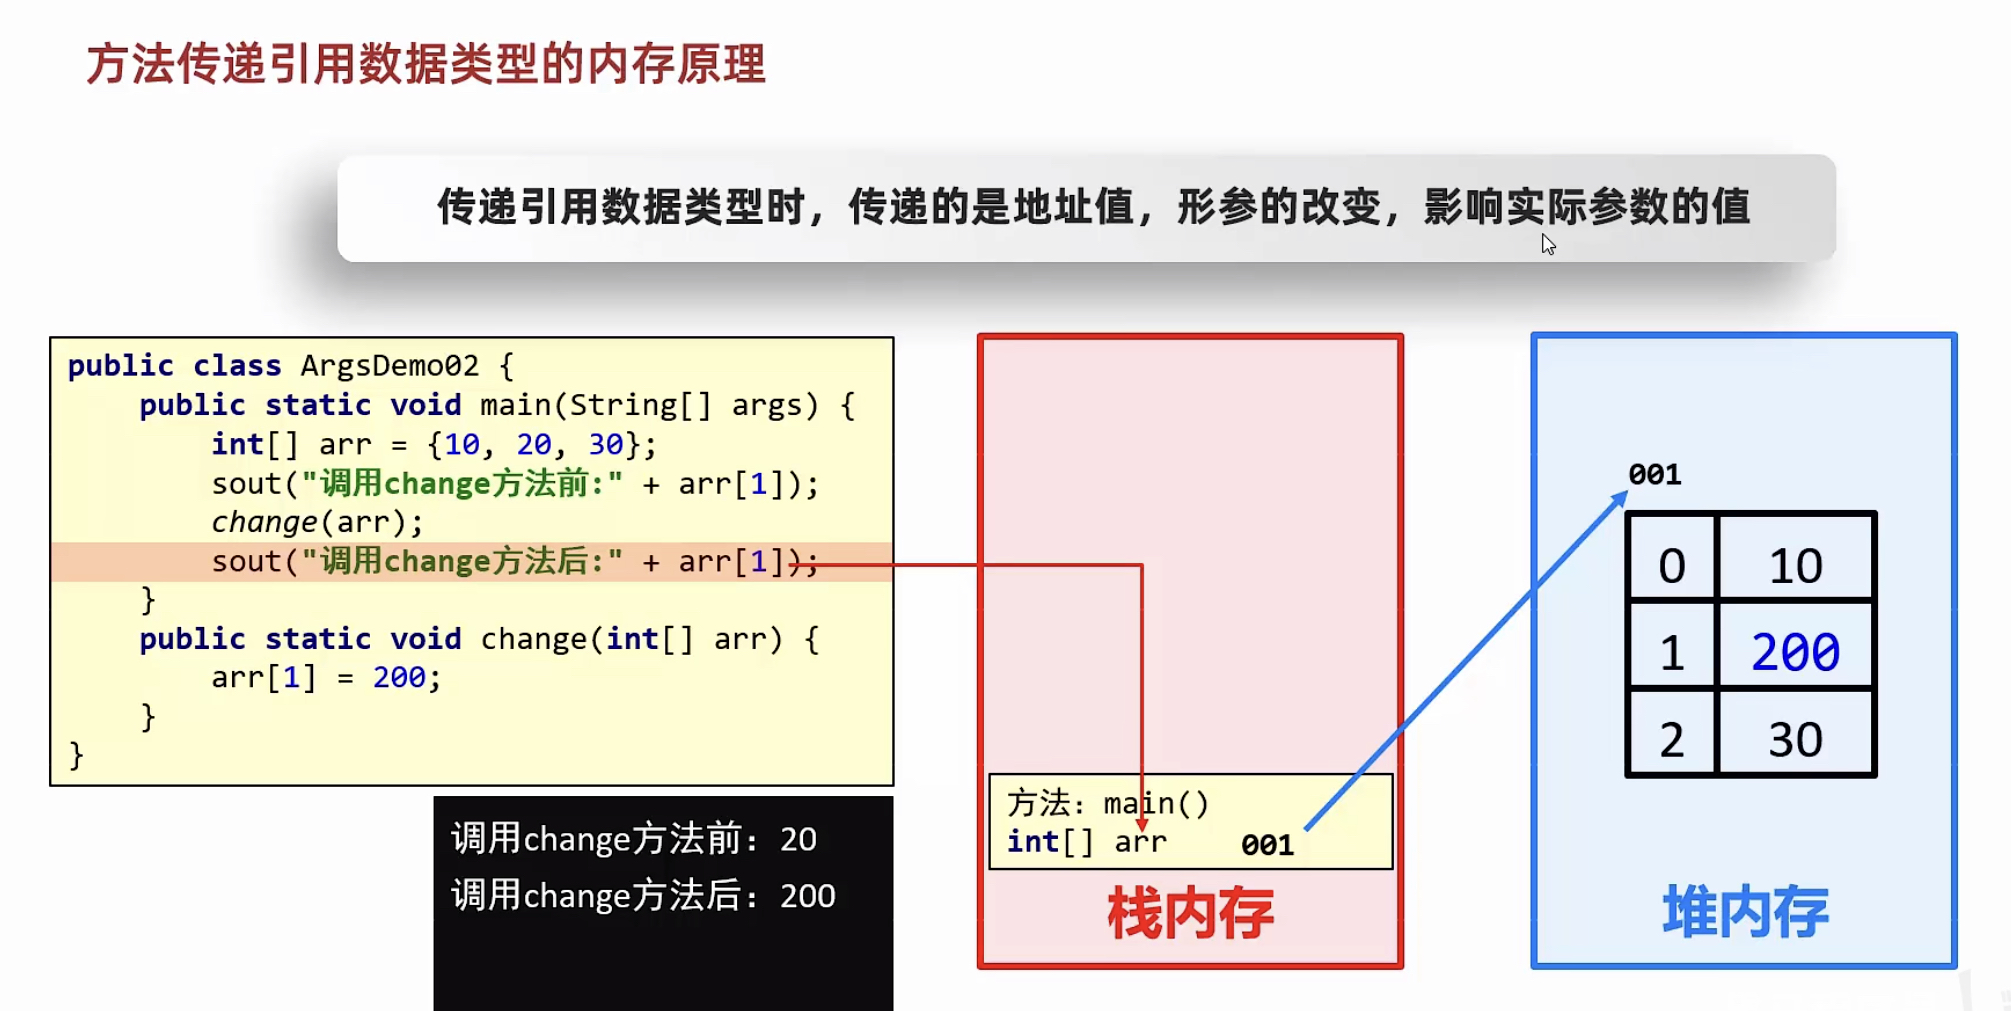 方法传递引用数据类型的内存原理
传递引用数据类型时，传递的是地址值，形参的改变，影响实际参数的值
public class ArgsDemo02 {
    public static void main(String[] args) {
        int[] arr = {10, 20, 30};
        sout("调用change方法前:" + arr[1]);
        change(arr);
        sout("调用change方法后:" + arr[1]);
    }
    public static void change(int[] arr) {
        arr[1] = 200;
    }
}
调用change方法前：20
调用change方法后：200
方法：main()
int[] arr 001
栈内存
001
0 10
1 200
2 30
堆内存